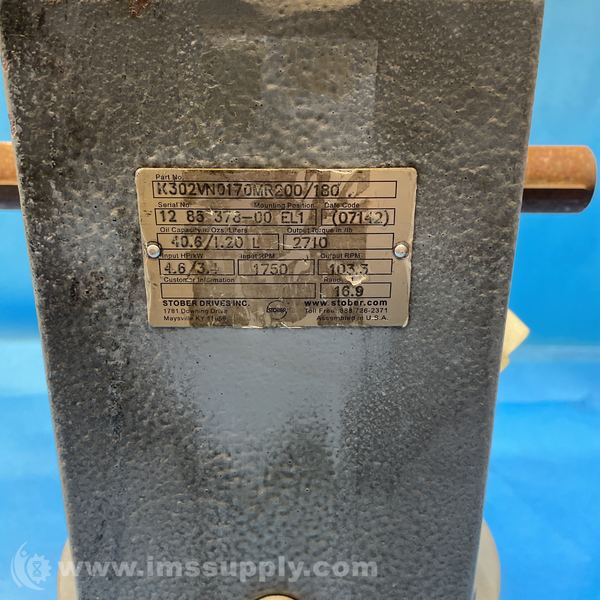 Part No.
K302VN0170MR200/180
Serial No. Mounting Position Date Code
12 85 378-00 EL1 (07142)
Oil Capacity in Ozs./Liters Output Torque in /lb
40.6/1.20 L 2710
Input HP/kW Input RPM Output RPM
4.6/3.4 1750 103.5
Customer Information
16.9
STOBER DRIVES INC. www.stober.com
1781 Downing Drive STOBER Toll Free: 888/726-2371
Maysville KY 41056 Assembled in U.S.A.
www.imssupply.com